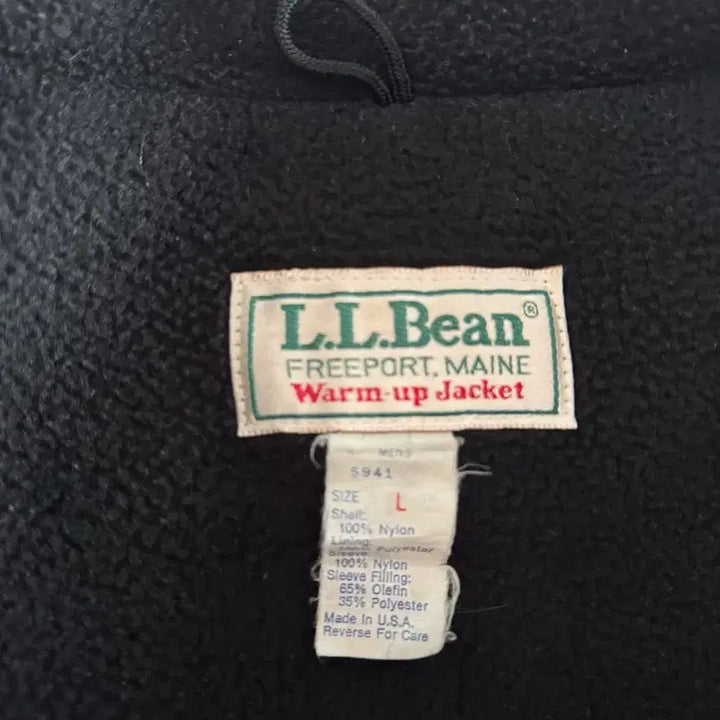 L.L.Bean®
FREEPORT, MAINE
Warm-up Jacket
MEN'S
5941
SIZE L
Shell:
100% Nylon
Lining:
Polyester
Sleeve:
100% Nylon
Sleeve Filling:
65% Olefin
35% Polyester
Made in U.S.A.
Reverse For Care